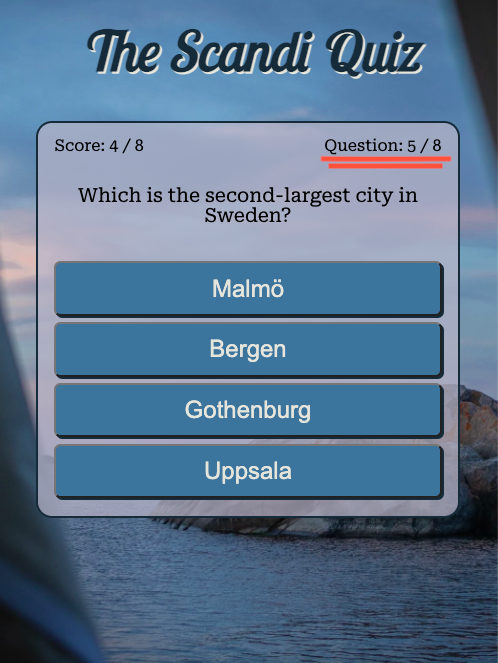 The Scandi Quiz
Score: 4 / 8
Question: 5 / 8
Which is the second-largest city in
Sweden?
Malmö
Bergen
Gothenburg
Uppsala